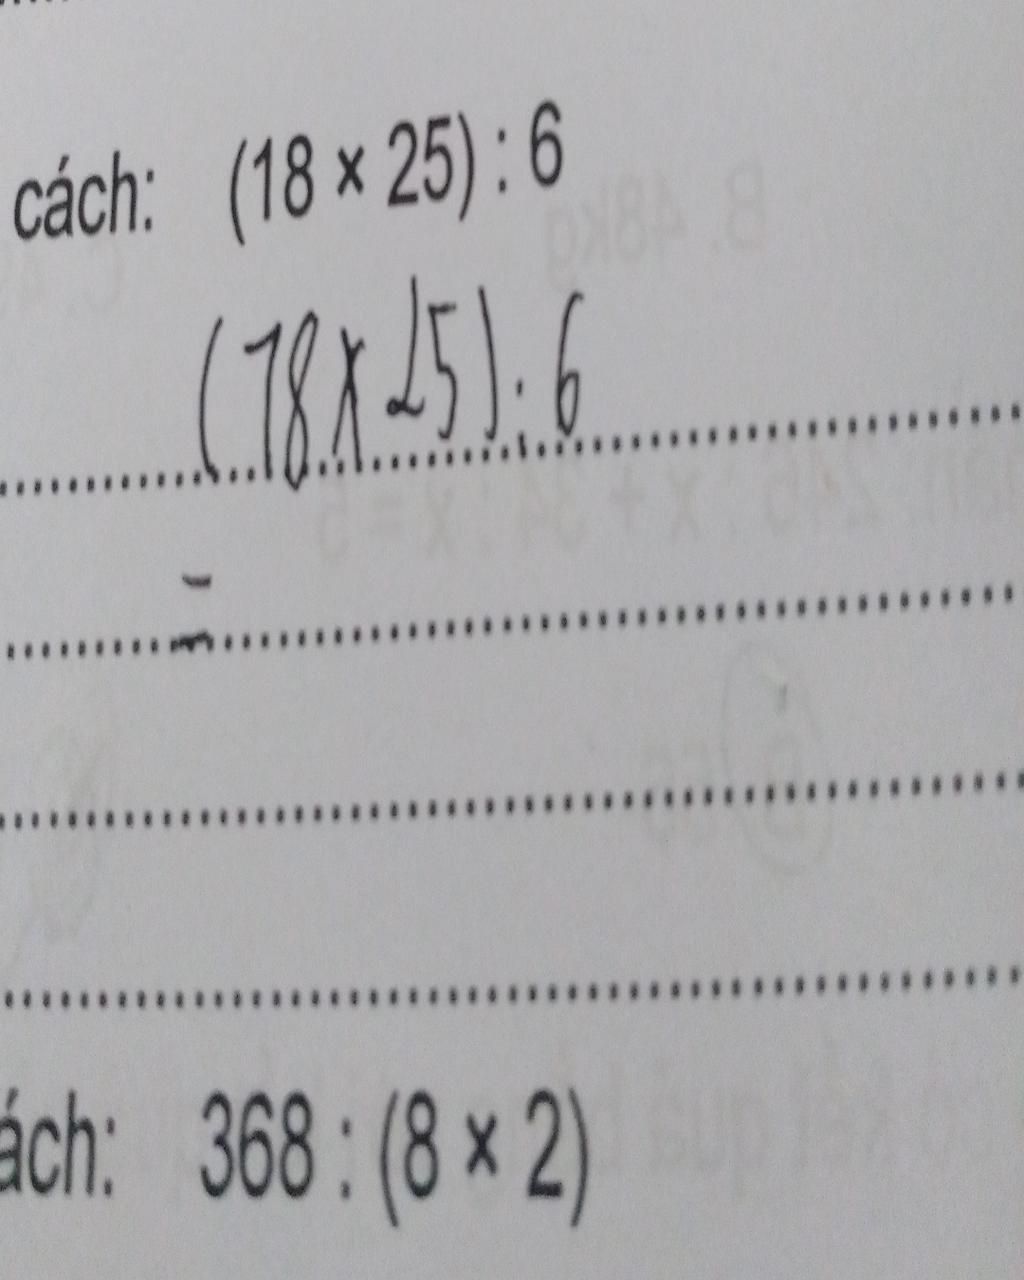 cách: (18 × 25) : 6
(18 x 25) : 6
=
ách: 368 : (8 × 2)